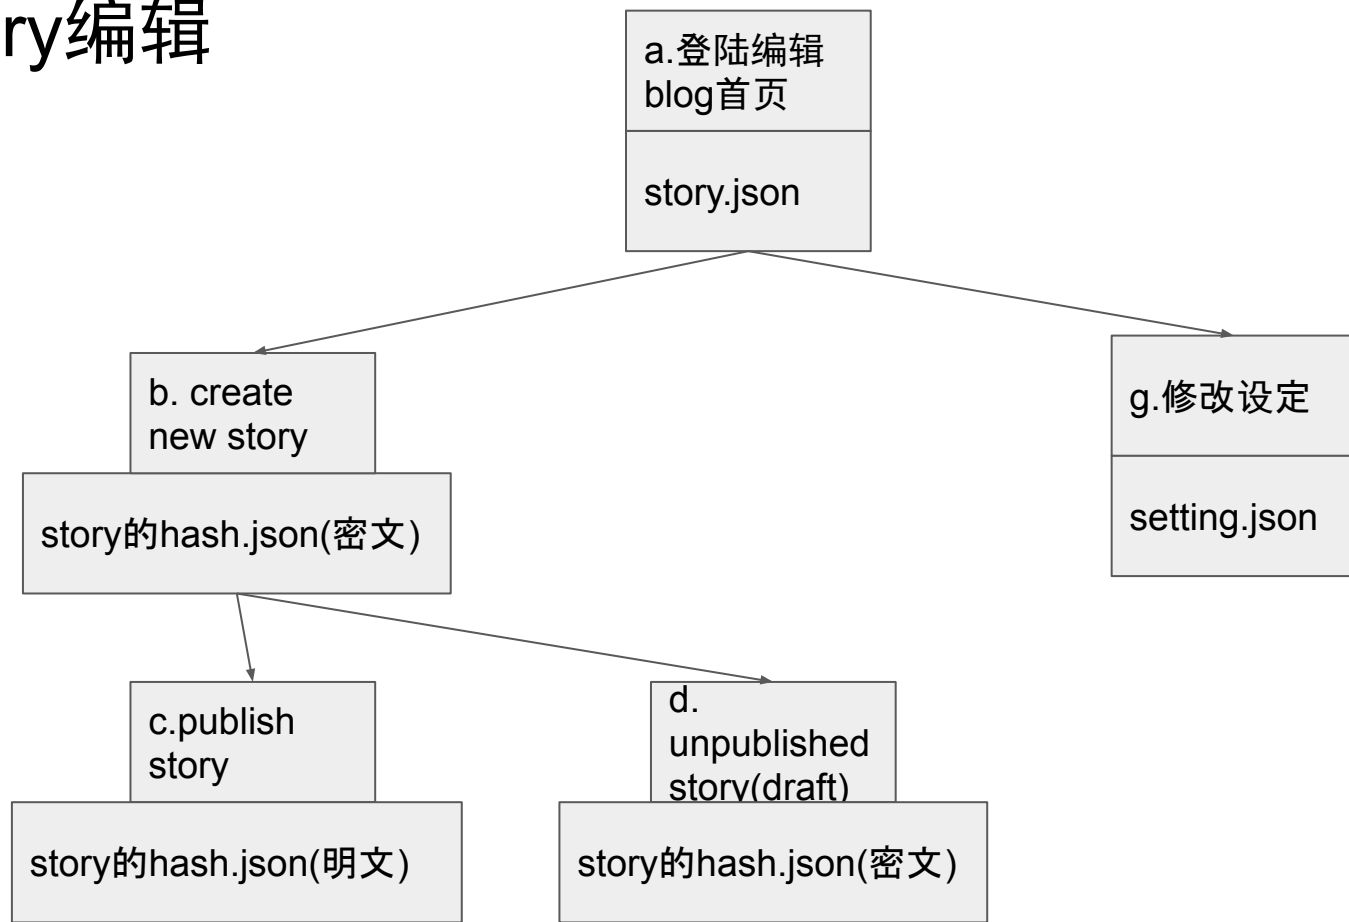 ry编辑
a.登陆编辑
blog首页
story.json
b. create
new story
story的hash.json(密文)
g.修改设定
setting.json
c.publish
story
story的hash.json(明文)
d.
unpublished
story(draft)
story的hash.json(密文)